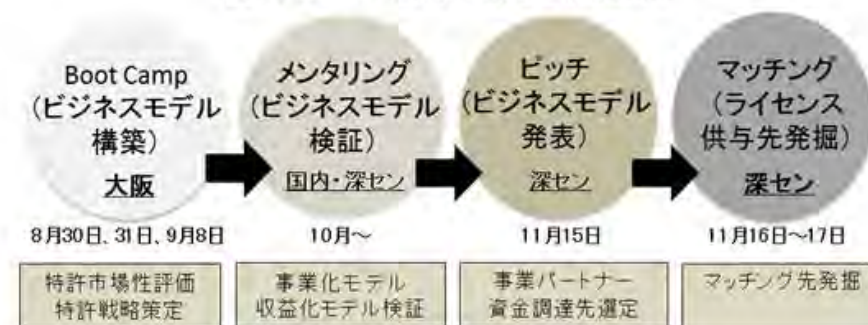 Boot Camp
(ビジネスモデル
構築)
大阪
8月30日、31日、9月8日
特許市場性評価
特許戦略策定
メンタリング
(ビジネスモデル
検証)
国内・深セン
10月~
事業化モデル
収益化モデル検証
ピッチ
(ビジネスモデル
発表)
深セン
11月15日
事業パートナー
資金調達先選定
マッチング
(ライセンス
供与先発掘)
深セン
11月16日~17日
マッチング先発掘